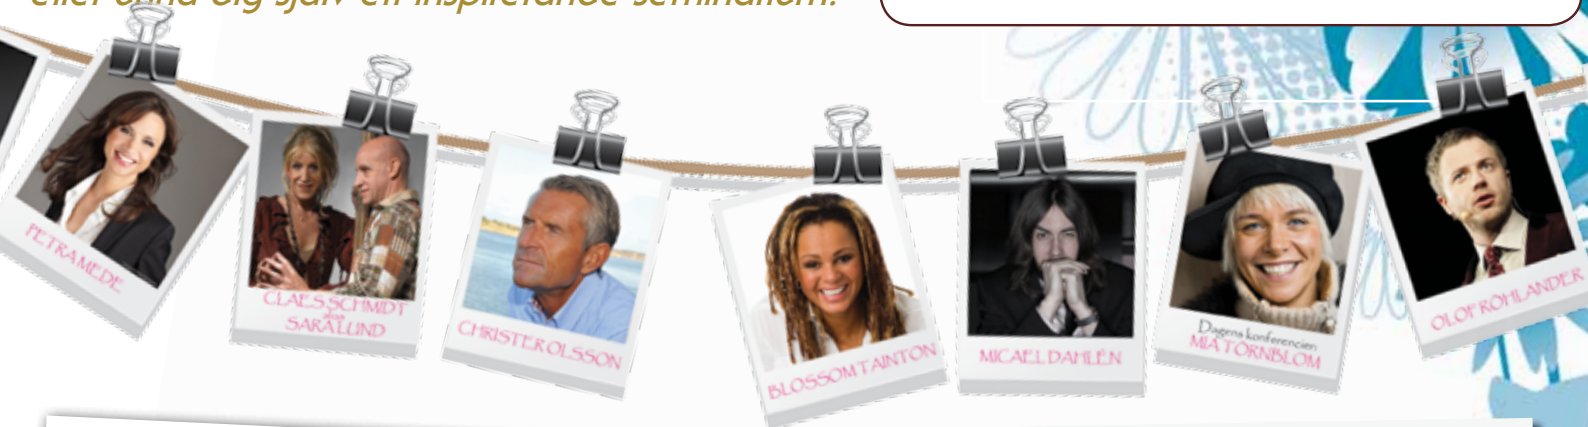 eller unna dig själv ett inspirerande seminarium!
PETRA MEDE
CLAES SCHMIDT
alias
SARA LUND
CHRISTER OLSSON
BLOSSOM TAINTON
MICAEL DAHLÉN
Dagens konferencier:
MIA TÖRNBLOM
OLOF RÖHLANDER